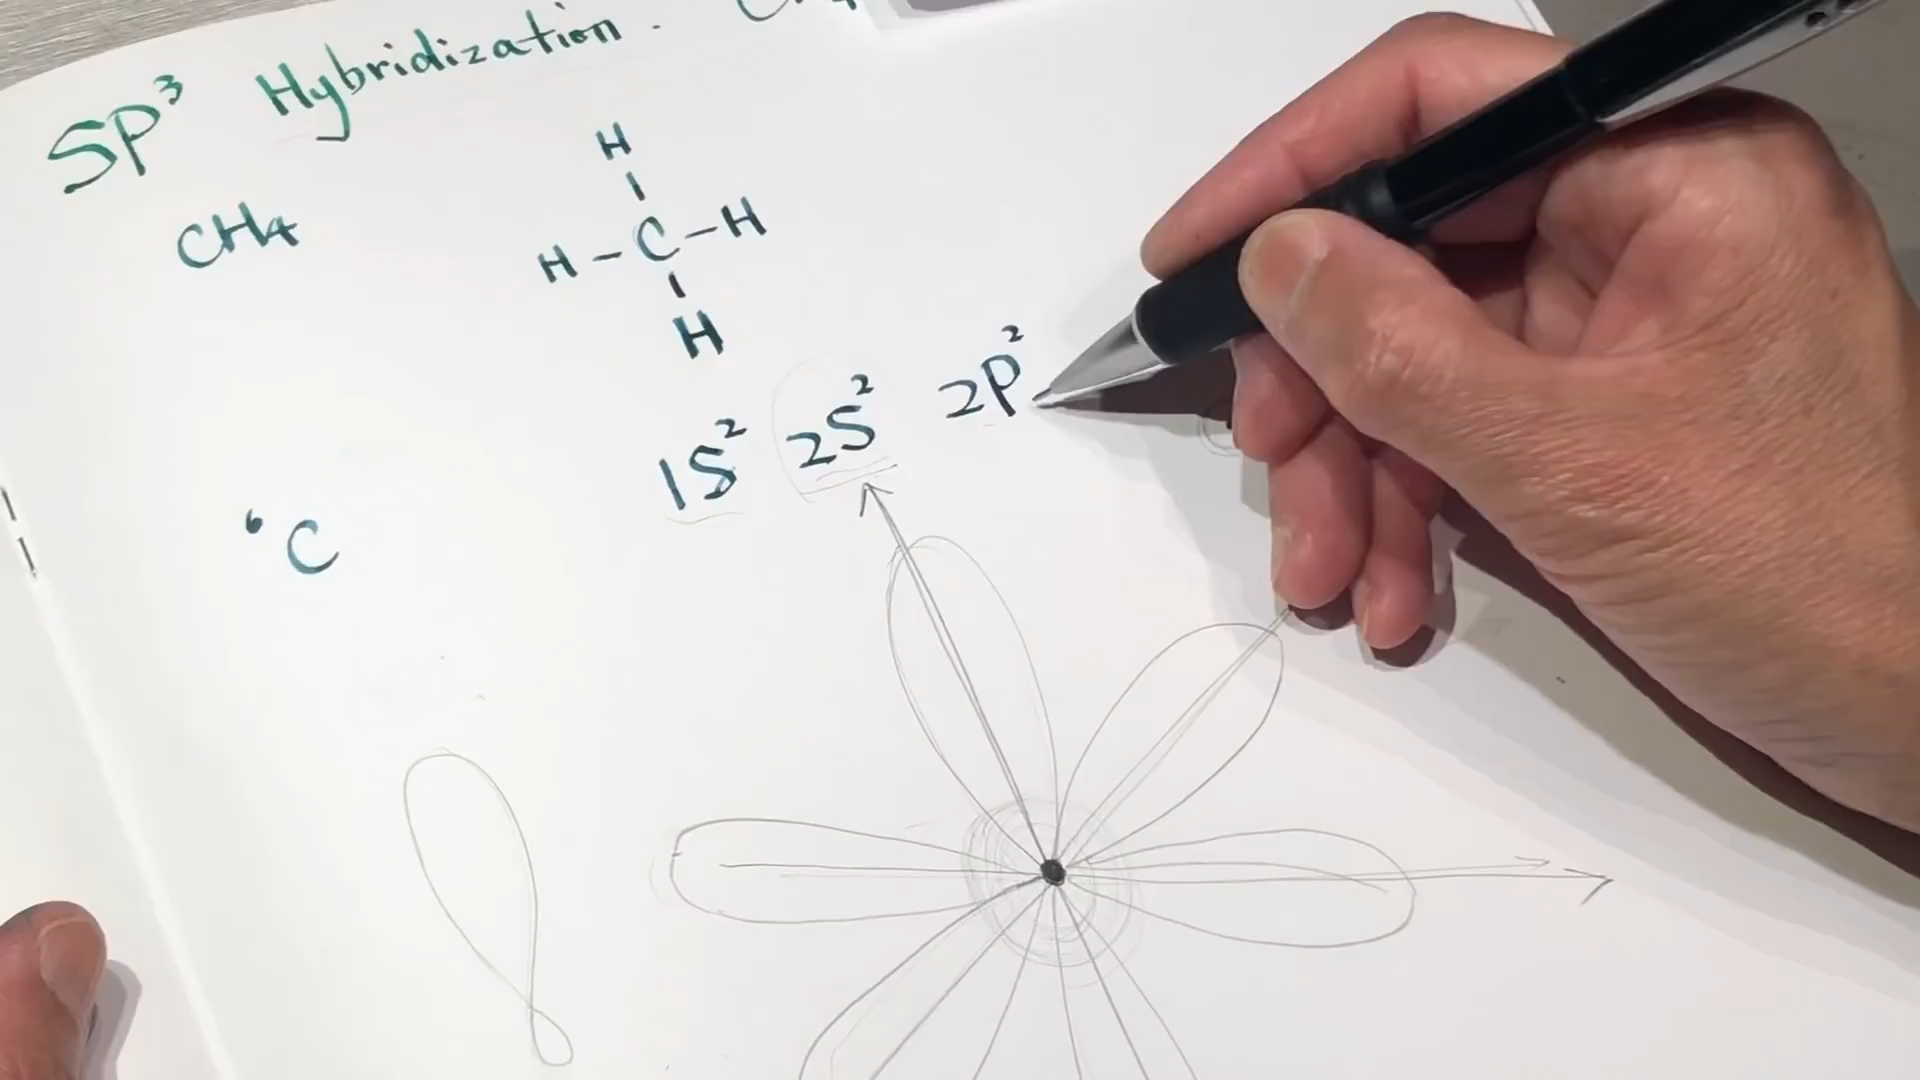 SP³ Hybridization.
CH₄
H
H-C-H
H
1S² 2S² 2P²
⁶C